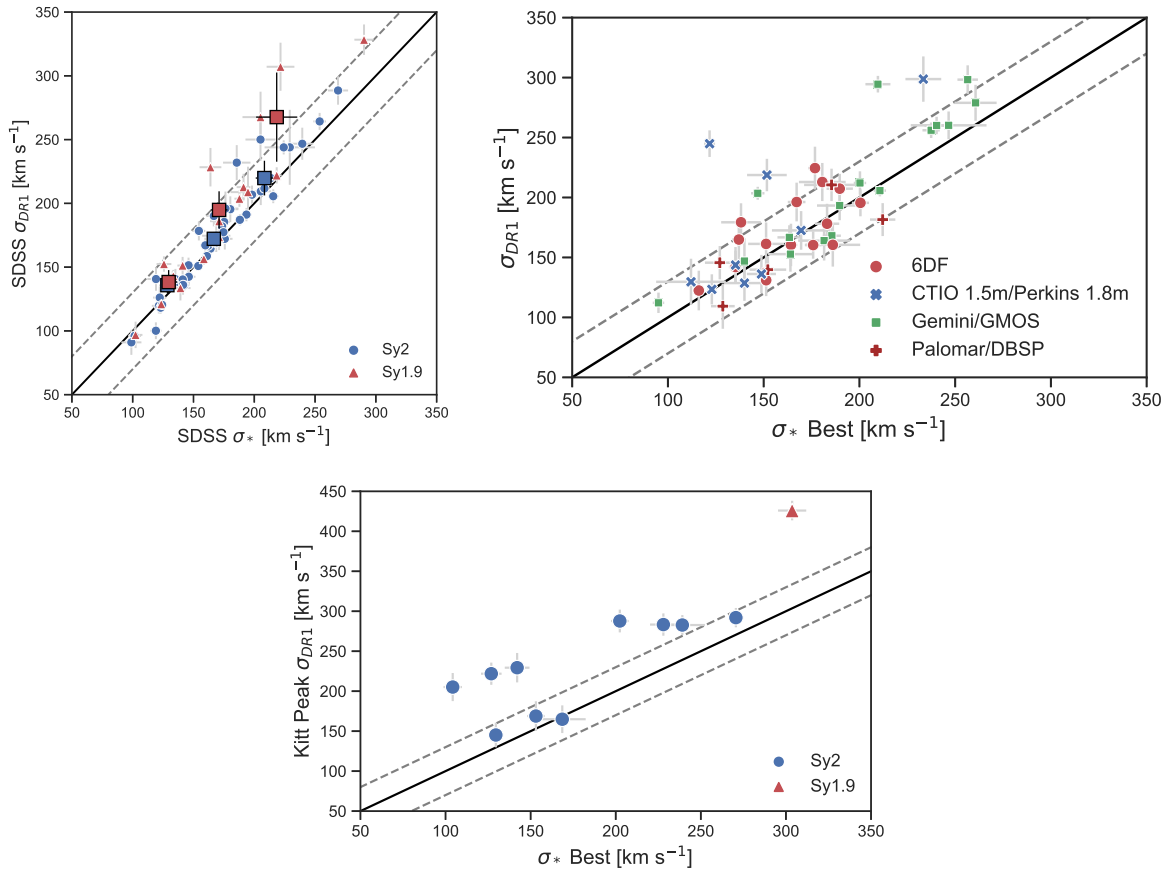 350
300
250
200
150
100
50
SDSS σ_{DR1} [km s⁻¹]
Sy2
Sy1.9
50 100 150 200 250 300 350
SDSS σ∗ [km s⁻¹]
350
300
250
200
150
100
50
σ_{DR1} [km s⁻¹]
6DF
CTIO 1.5m/Perkins 1.8m
Gemini/GMOS
Palomar/DBSP
50 100 150 200 250 300 350
σ∗ Best [km s⁻¹]
450
400
350
300
250
200
150
100
50
Kitt Peak σ_{DR1} [km s⁻¹]
Sy2
Sy1.9
50 100 150 200 250 300 350
σ∗ Best [km s⁻¹]